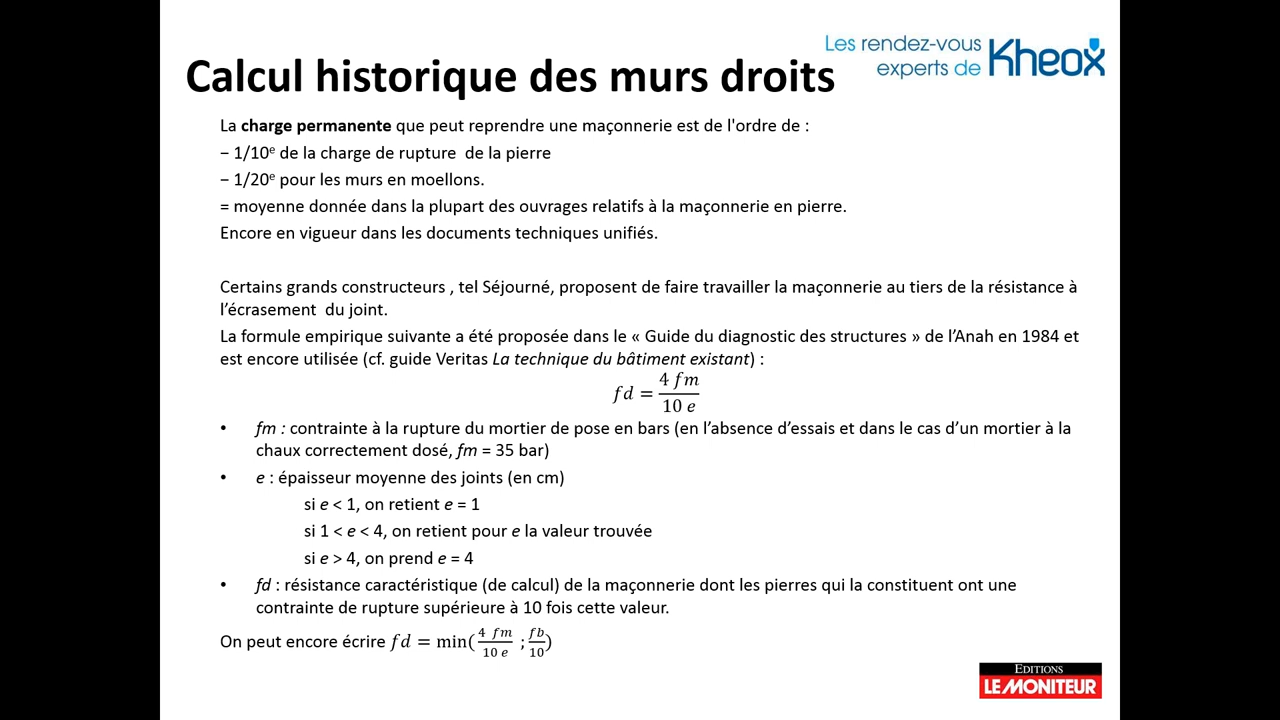 Les rendez-vous
experts de Kheox
Calcul historique des murs droits
La charge permanente que peut reprendre une maçonnerie est de l'ordre de :
− 1/10e de la charge de rupture de la pierre
− 1/20e pour les murs en moellons.
= moyenne donnée dans la plupart des ouvrages relatifs à la maçonnerie en pierre.
Encore en vigueur dans les documents techniques unifiés.
Certains grands constructeurs , tel Séjourné, proposent de faire travailler la maçonnerie au tiers de la résistance à
l’écrasement du joint.
La formule empirique suivante a été proposée dans le « Guide du diagnostic des structures » de l’Anah en 1984 et
est encore utilisée (cf. guide Veritas La technique du bâtiment existant) :
fd = 4 fm / 10 e
• fm : contrainte à la rupture du mortier de pose en bars (en l’absence d’essais et dans le cas d’un mortier à la
chaux correctement dosé, fm = 35 bar)
• e : épaisseur moyenne des joints (en cm)
si e < 1, on retient e = 1
si 1 < e < 4, on retient pour e la valeur trouvée
si e > 4, on prend e = 4
• fd : résistance caractéristique (de calcul) de la maçonnerie dont les pierres qui la constituent ont une
contrainte de rupture supérieure à 10 fois cette valeur.
On peut encore écrire fd = min(4 fm / 10 e ; fb / 10)
EDITIONS
LE MONITEUR